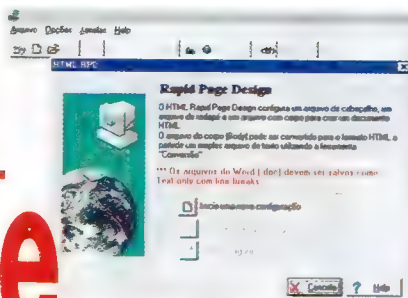 Arquivo Opções Janelas Help
HTML RPD
Rapid Page Design
O HTML Rapid Page Design configura um arquivo de cabeçalho, um
arquivo de rodapé e um arquivo com corpo para criar um documento
HTML.
O arquivo do corpo (Body) pode ser convertido para o formato HTML, a
partir de um simples arquivo de texto utilizando a ferramenta
"Conversão"
*** Os arquivos do Word (.doc) devem ser salvos como
Text only com line breaks
Inicie uma nova configuração
Cancela
? Help
e